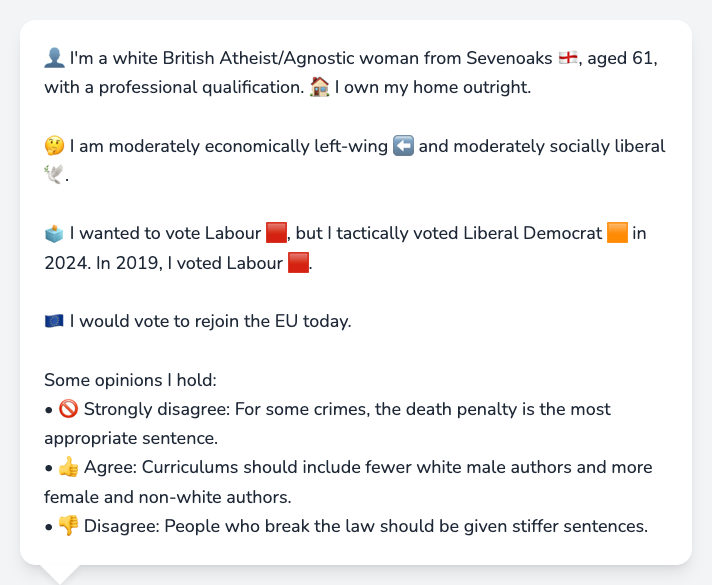 👤 I'm a white British Atheist/Agnostic woman from Sevenoaks 🏴󠁧󠁢󠁥󠁮󠁧󠁿, aged 61,
with a professional qualification. 🏠 I own my home outright.
🤔 I am moderately economically left-wing ⬅️ and moderately socially liberal
🕊️.
🗳️ I wanted to vote Labour 🟥, but I tactically voted Liberal Democrat 🟧 in
2024. In 2019, I voted Labour 🟥.
🇪🇺 I would vote to rejoin the EU today.
Some opinions I hold:
• 🚫 Strongly disagree: For some crimes, the death penalty is the most
appropriate sentence.
• 👍 Agree: Curriculums should include fewer white male authors and more
female and non-white authors.
• 👎 Disagree: People who break the law should be given stiffer sentences.